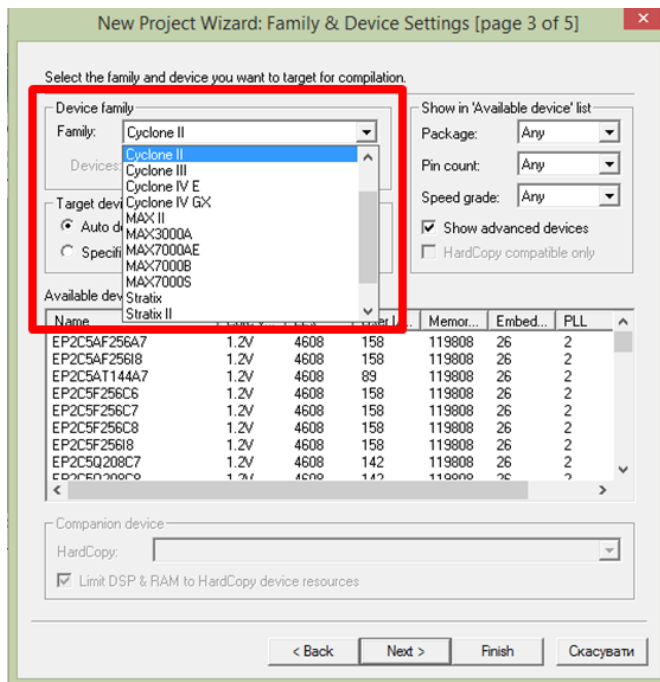 New Project Wizard: Family & Device Settings [page 3 of 5]
Select the family and device you want to target for compilation.
Device family
Family: Cyclone II
Devices:
Cyclone II
Cyclone III
Cyclone IV E
Cyclone IV GX
MAX II
MAX3000A
MAX7000AE
MAX7000B
MAX7000S
Stratix
Stratix II
Target devi
Auto d
Specifi
Show in 'Available device' list
Package: Any
Pin count: Any
Speed grade: Any
Show advanced devices
HardCopy compatible only
Available dev
Name Memor... Embed... PLL
EP2C5AF256A7 1.2V 4608 158 119808 26 2
EP2C5AF256I8 1.2V 4608 158 119808 26 2
EP2C5AT144A7 1.2V 4608 89 119808 26 2
EP2C5F256C6 1.2V 4608 158 119808 26 2
EP2C5F256C7 1.2V 4608 158 119808 26 2
EP2C5F256C8 1.2V 4608 158 119808 26 2
EP2C5F256I8 1.2V 4608 158 119808 26 2
EP2C5Q208C7 1.2V 4608 142 119808 26 2
EP2C5Q208C8 1.2V 4608 142 119808 26 2
Companion device
HardCopy:
Limit DSP & RAM to HardCopy device resources
< Back Next > Finish Скасувати